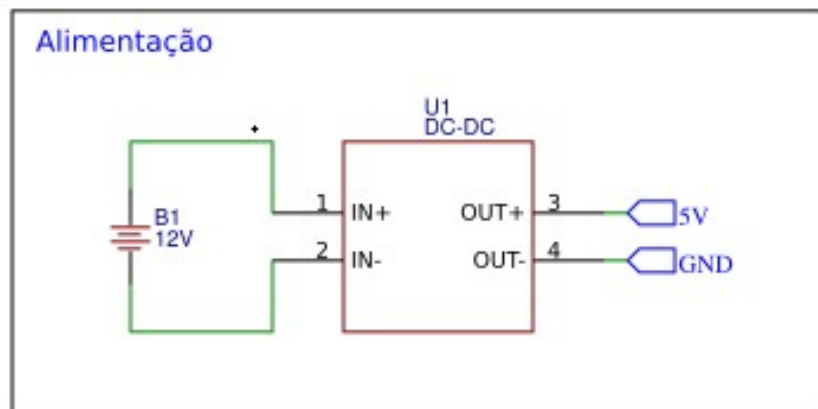 Alimentação
U1
DC-DC
B1
12V
1
IN+
OUT+
3
5V
2
IN-
OUT-
4
GND